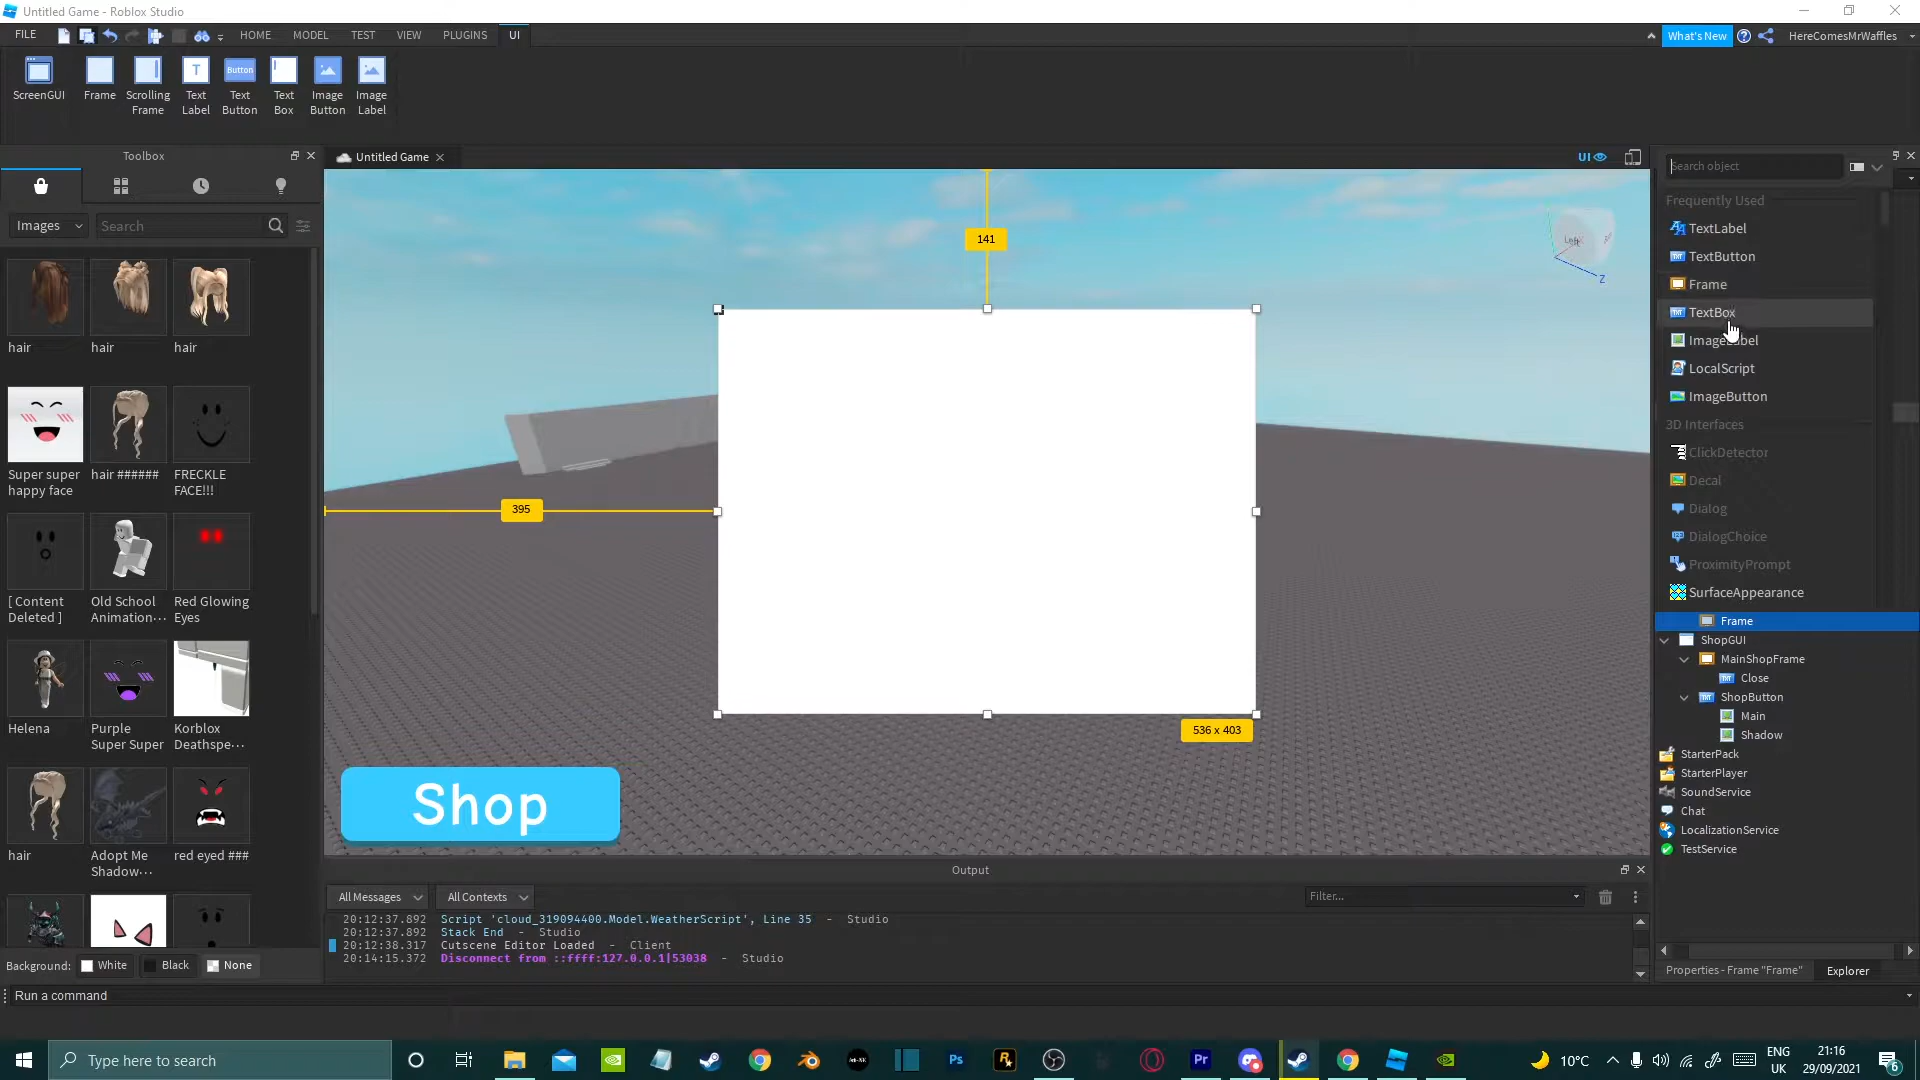 Untitled Game - Roblox Studio
FILE
HOME
MODEL
TEST
VIEW
PLUGINS
UI
What's New
HereComesMrWaffles
ScreenGUI
Frame
Scrolling
Frame
Text
Label
Button
Text
Button
Text
Box
Image
Button
Image
Label
Toolbox
Images
Search
hair
hair
hair
Super super
happy face
hair ######
FRECKLE
FACE!!!
[ Content
Deleted ]
Old School
Animation···
Red Glowing
Eyes
Helena
Purple
Super Super
Korblox
Deathspe···
hair
Adopt Me
Shadow···
red eyed ###
Background:
White
Black
None
Untitled Game
UI
141
395
536 x 403
Left
Z
Shop
Output
All Messages
All Contexts
Filter...
20:12:37.892 Script 'cloud_319094400.Model.WeatherScript', Line 35 - Studio
20:12:37.892 Stack End - Studio
20:12:38.317 Cutscene Editor Loaded - Client
20:14:15.372 Disconnect from ::ffff:127.0.0.1|53038 - Studio
Search object
Frequently Used
TextLabel
TextButton
Frame
TextBox
ImageLabel
LocalScript
ImageButton
3D Interfaces
ClickDetector
Decal
Dialog
DialogChoice
ProximityPrompt
SurfaceAppearance
Frame
ShopGUI
MainShopFrame
Close
ShopButton
Main
Shadow
StarterPack
StarterPlayer
SoundService
Chat
LocalizationService
TestService
Properties - Frame "Frame"
Explorer
Run a command
Type here to search
Ps
Pr
10°C
ENG
UK
21:16
29/09/2021
6